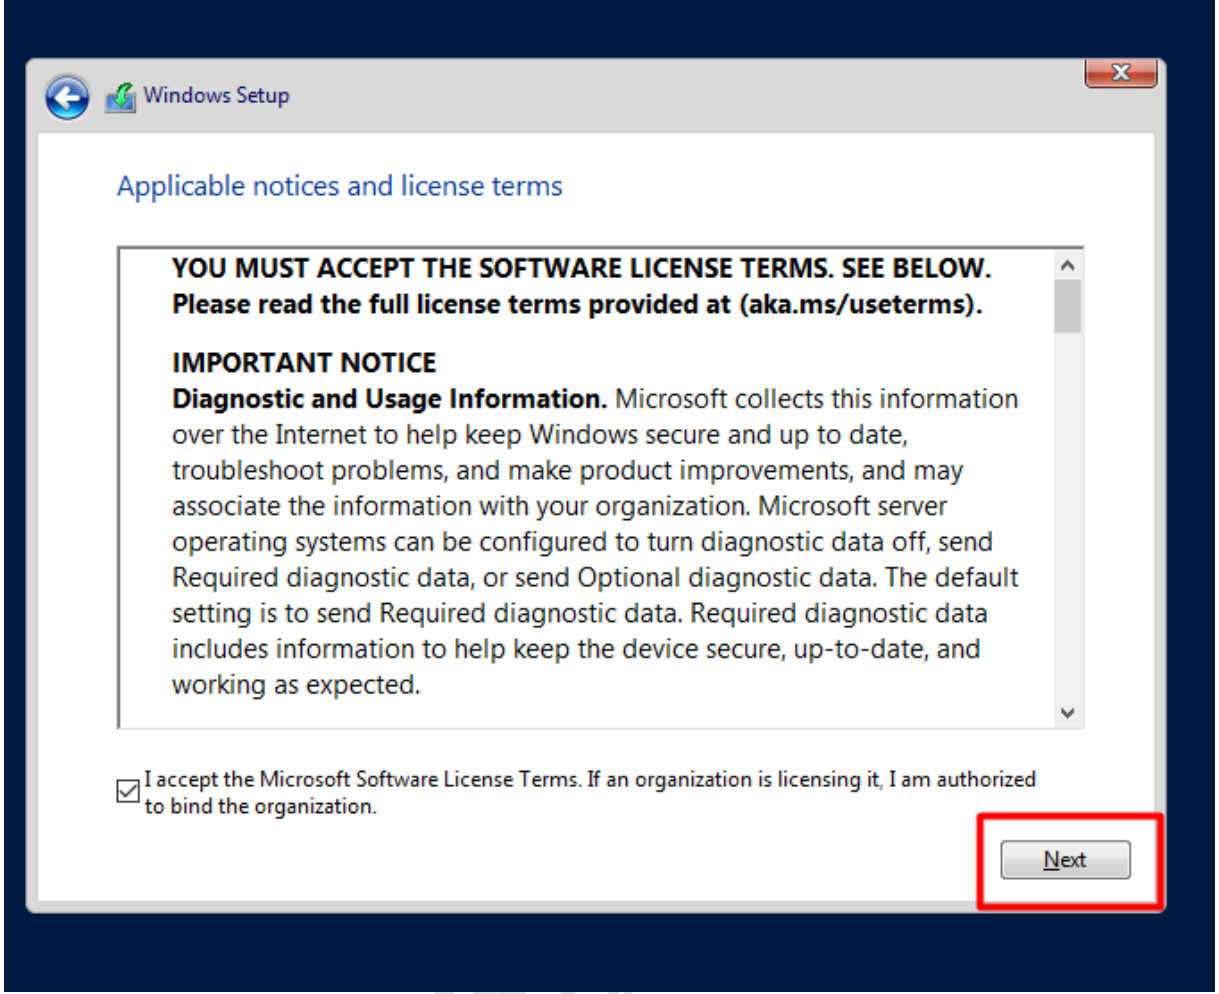 Windows Setup
Applicable notices and license terms
YOU MUST ACCEPT THE SOFTWARE LICENSE TERMS. SEE BELOW.
Please read the full license terms provided at (aka.ms/useterms).
IMPORTANT NOTICE
Diagnostic and Usage Information. Microsoft collects this information
over the Internet to help keep Windows secure and up to date,
troubleshoot problems, and make product improvements, and may
associate the information with your organization. Microsoft server
operating systems can be configured to turn diagnostic data off, send
Required diagnostic data, or send Optional diagnostic data. The default
setting is to send Required diagnostic data. Required diagnostic data
includes information to help keep the device secure, up-to-date, and
working as expected.
I accept the Microsoft Software License Terms. If an organization is licensing it, I am authorized
to bind the organization.
Next